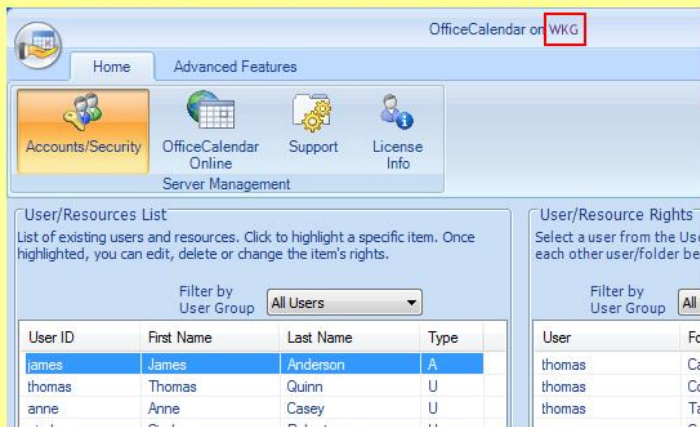 OfficeCalendar on WKG
Home Advanced Features
Accounts/Security OfficeCalendar Online Support License Info
Server Management
User/Resources List
List of existing users and resources. Click to highlight a specific item. Once
highlighted, you can edit, delete or change the item's rights.
Filter by
User Group All Users
User ID First Name Last Name Type
james James Anderson A
thomas Thomas Quinn U
anne Anne Casey U
User/Resource Rights
Select a user from the
each other user/folder
Filter by
User Group All
User
thomas
thomas
thomas